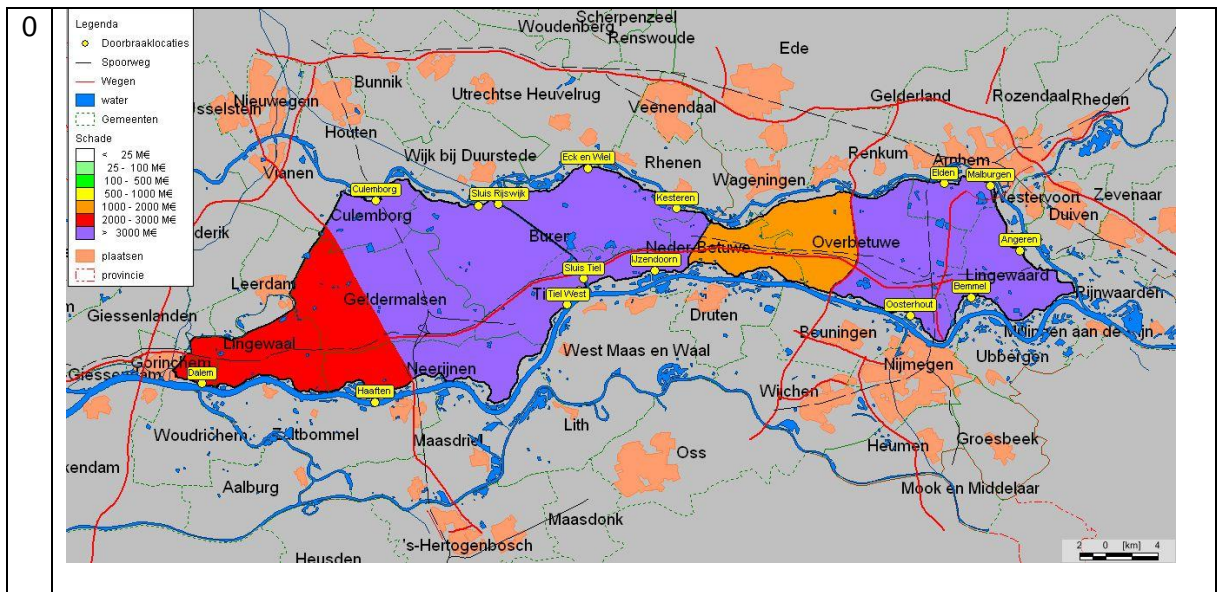 0
Legenda
Doorbraaklocaties
Spoorweg
Wegen
water
Gemeenten
Schade
< 25 M€
25 - 100 M€
100 - 500 M€
500 - 1000 M€
1000 - 2000 M€
2000 - 3000 M€
> 3000 M€
plaatsen
provincie
Scherpenzeel
Woudenberg
Renswoude
Ede
Bunnik
Utrechtse Heuvelrug
Veenendaal
Gelderland
Rozendaal
Rheden
JsselsteinNieuwegein
Houten
Vianen
Wijk bij Duurstede
Eck en Wiel
Rhenen
Wageningen
Renkum
Arnhem
Elden
Malburgen
Westervoort
Zevenaar
Duiven
Culemborg
Culemborg
Sluis Rijswijk
Kesteren
Buren
Neder-Betuwe
Overbetuwe
Angeren
Lingewaard
Rijnwaarden
derik
Leerdam
Geldermalsen
Sluis Tiel
IJzendoorn
Tiel West
Druten
Oosterhout
Bemmel
Beuningen
Ubbergen
Nijmegen
Giessenlanden
Lingewaal
Gorinchem
Dalem
Neerijnen
Haaften
West Maas en Waal
Wijchen
Lith
Woudrichem
Zaltbommel
Maasdriel
Oss
Heumen
Groesbeek
kendam
Aalburg
Mook en Middelaar
Maasdonk
's-Hertogenbosch
Heusden
2 0 [km] 4